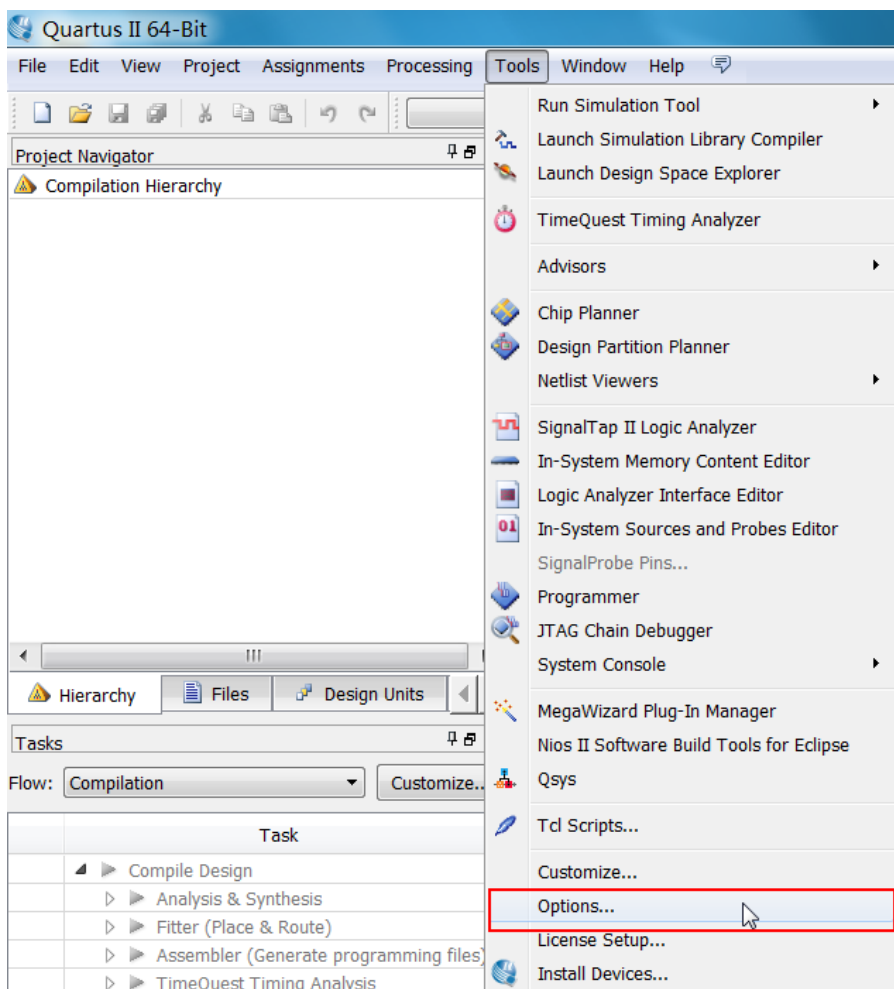 Quartus II 64-Bit
File Edit View Project Assignments Processing Tools Window Help
Project Navigator
Compilation Hierarchy
Hierarchy Files Design Units
Tasks
Flow: Compilation Customize..
Task
Compile Design
Analysis & Synthesis
Fitter (Place & Route)
Assembler (Generate programming files)
TimeQuest Timing Analysis
Run Simulation Tool
Launch Simulation Library Compiler
Launch Design Space Explorer
TimeQuest Timing Analyzer
Advisors
Chip Planner
Design Partition Planner
Netlist Viewers
SignalTap II Logic Analyzer
In-System Memory Content Editor
Logic Analyzer Interface Editor
01
In-System Sources and Probes Editor
SignalProbe Pins...
Programmer
JTAG Chain Debugger
System Console
MegaWizard Plug-In Manager
Nios II Software Build Tools for Eclipse
Qsys
Tcl Scripts...
Customize...
Options...
License Setup...
Install Devices...